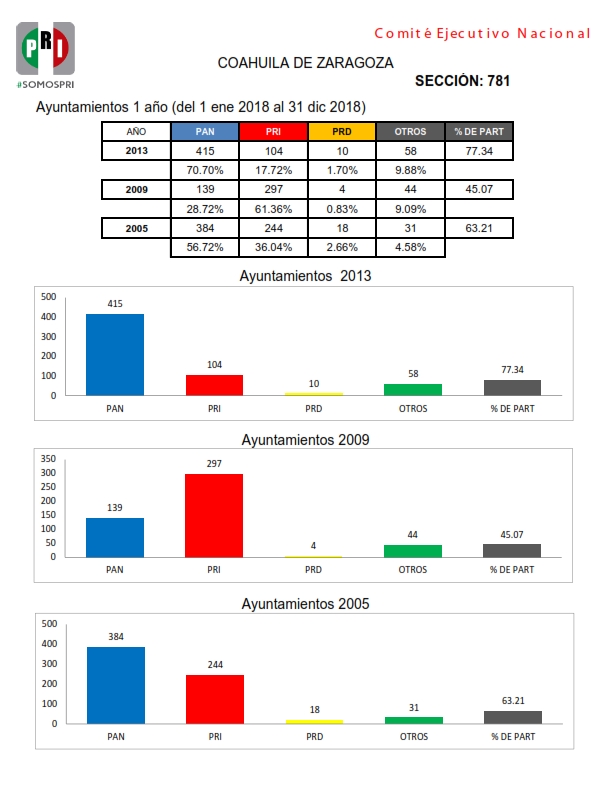 Comité Ejecutivo Nacional
PRI
#SOMOSPRI
COAHUILA DE ZARAGOZA
SECCIÓN: 781
Ayuntamientos 1 año (del 1 ene 2018 al 31 dic 2018)
AÑO PAN PRI PRD OTROS % DE PART
2013 415 104 10 58 77.34
70.70% 17.72% 1.70% 9.88%
2009 139 297 4 44 45.07
28.72% 61.36% 0.83% 9.09%
2005 384 244 18 31 63.21
56.72% 36.04% 2.66% 4.58%
Ayuntamientos 2013
500
400
300
200
100
0
415 104 10 58 77.34
PAN PRI PRD OTROS % DE PART
Ayuntamientos 2009
350
300
250
200
150
100
50
0
139 297 4 44 45.07
PAN PRI PRD OTROS % DE PART
Ayuntamientos 2005
500
400
300
200
100
0
384 244 18 31 63.21
PAN PRI PRD OTROS % DE PART